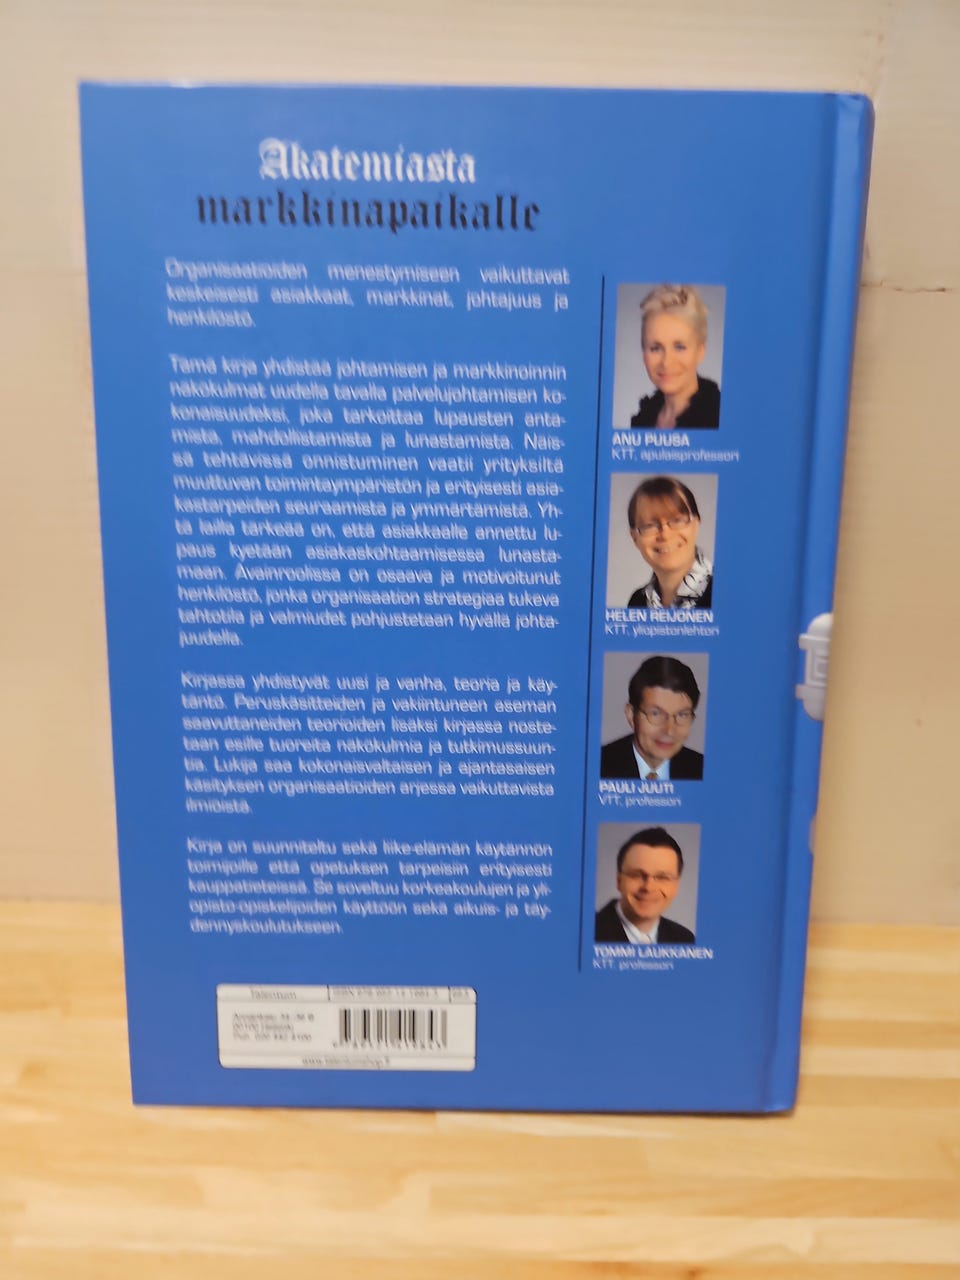 Akatemiasta
markkinapaikalle
Organisaatioiden menestymiseen vaikuttavat
keskeisesti asiakkaat, markkinat, johtajuus ja
henkilöstö.
Tämä kirja yhdistää johtamisen ja markkinoinnin
näkökulmat uudella tavalla palvelujohtamisen ko-
konaisuudeksi, joka tarkoittaa lupausten anta-
mista, mahdollistamista ja lunastamista. Näis-
sä tehtävissä onnistuminen vaatii yrityksiltä
muuttuvan toimintaympäristön ja erityisesti asia-
kastarpeiden seuraamista ja ymmärtämistä. Yh-
tä lailla tärkeää on, että asiakkaalle annettu lu-
paus kyetään asiakaskohtaamisessa lunasta-
maan. Avainroolissa on osaava ja motivoitunut
henkilöstö, jonka organisaation strategiaa tukeva
tahtotila ja valmiudet pohjustetaan hyvällä johta-
juudella.
Kirjassa yhdistyvät uusi ja vanha, teoria ja käy-
täntö. Peruskäsitteiden ja vakiintuneen aseman
saavuttaneiden teorioiden lisäksi kirjassa noste-
taan esille tuoreita näkökulmia ja tutkimussuun-
tia. Lukija saa kokonaisvaltaisen ja ajantasaisen
käsityksen organisaatioiden arjessa vaikuttavista
ilmiöistä.
Kirja on suunniteltu sekä liike-elämän käytännön
toimijoille että opetuksen tarpeisiin erityisesti
kauppatieteissä. Se soveltuu korkeakoulujen ja yli-
opisto-opiskelijoiden käyttöön sekä aikuis- ja täy-
dennyskoulutukseen.
ANU PUUSA
KTT, apulaisprofessori
HELEN REIJONEN
KTT, yliopistonlehtori
PAULI JUUTI
VTT, professori
TOMMI LAUKKANEN
KTT, professori
Talentum
00100 Helsinki
www.talentumshop.fi